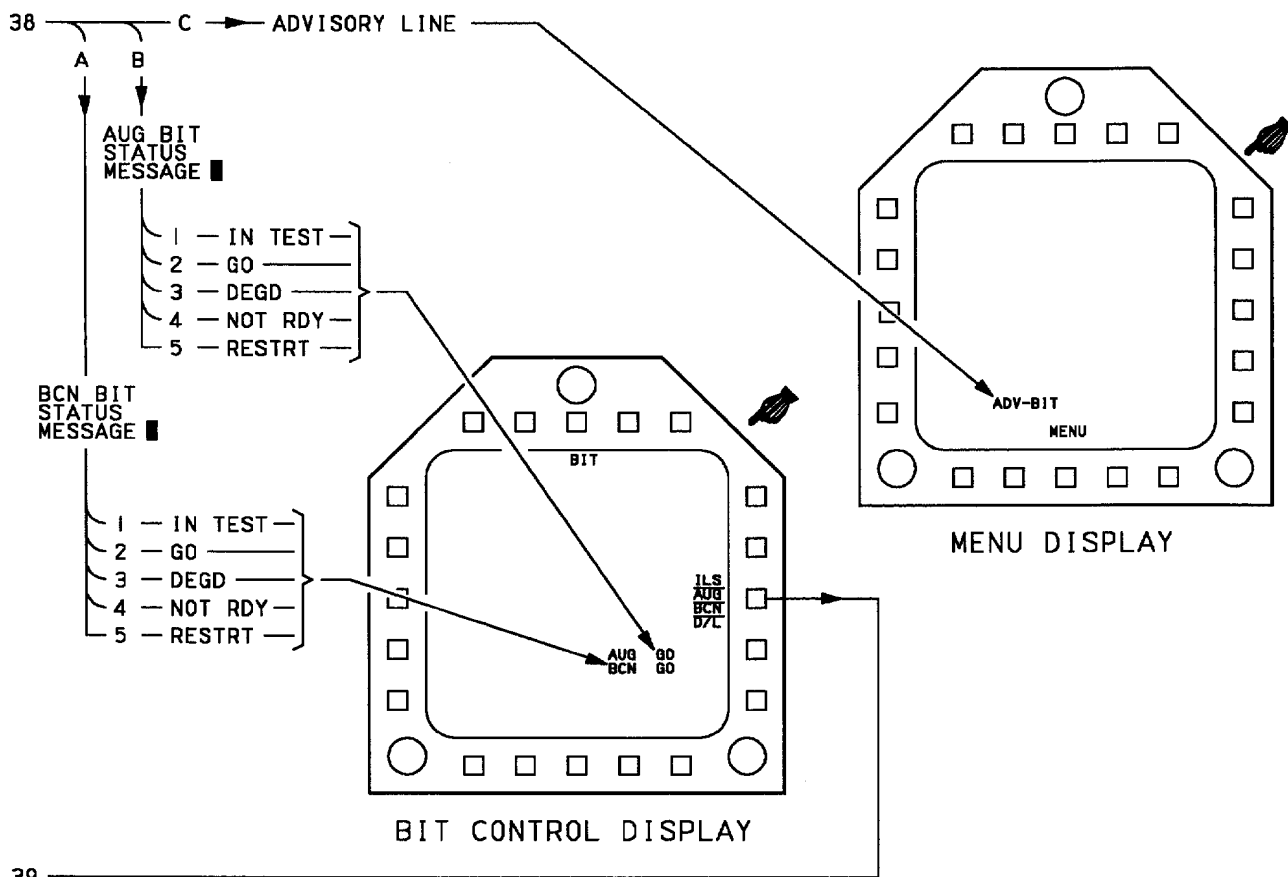 38
C
ADVISORY LINE
A
B
AUG BIT
STATUS
MESSAGE
1 — IN TEST
2 — GO
3 — DEGD
4 — NOT RDY
5 — RESTRT
BCN BIT
STATUS
MESSAGE
1 — IN TEST
2 — GO
3 — DEGD
4 — NOT RDY
5 — RESTRT
ADV-BIT
MENU
MENU DISPLAY
BIT
ILS
AUG
BCN
D/L
AUG GO
BCN GO
BIT CONTROL DISPLAY
39